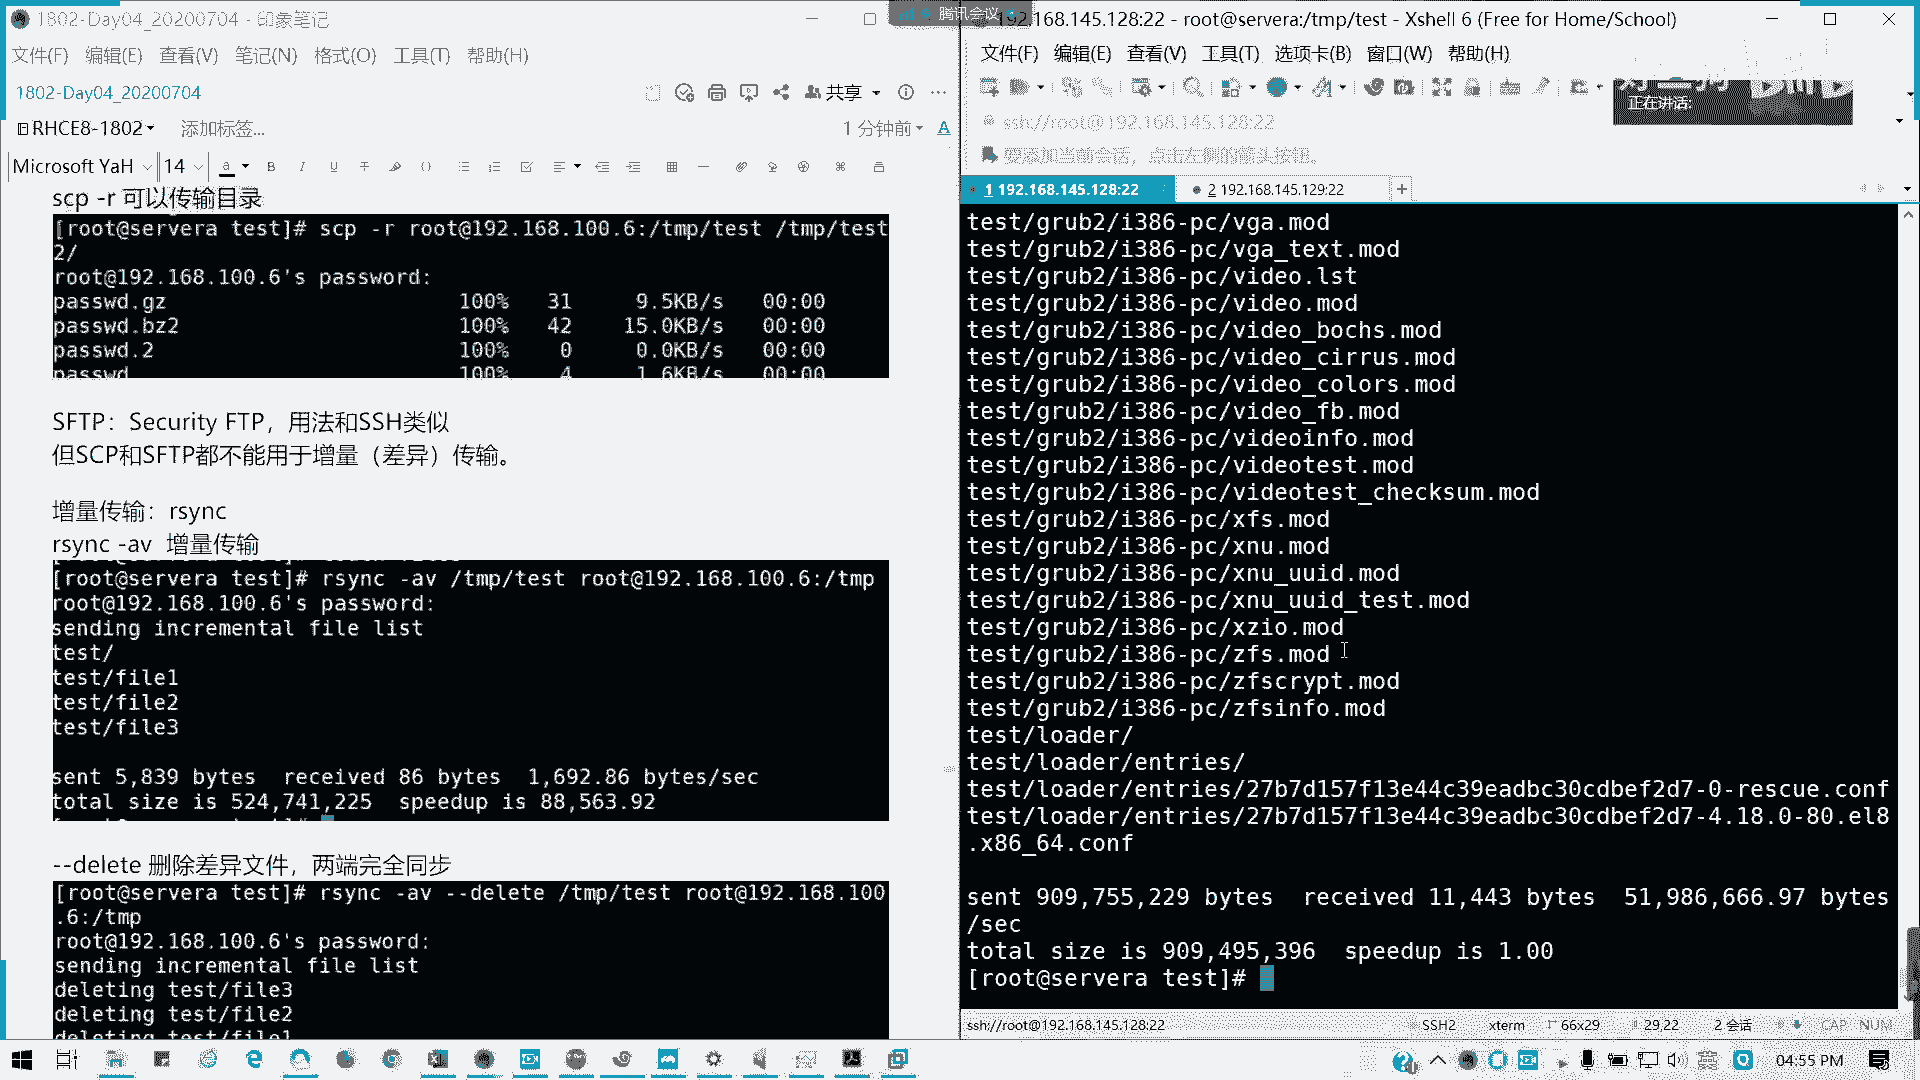 1802-Day04_20200704 - 印象笔记
文件(F) 编辑(E) 查看(V) 笔记(N) 格式(O) 工具(T) 帮助(H)
1802-Day04_20200704
共享
RHCE8-1802
添加标签...
1 分钟前
Microsoft YaH 14
scp -r 可以传输目录
[root@servera test]# scp -r root@192.168.100.6:/tmp/test /tmp/test
2/
root@192.168.100.6's password:
passwd.gz 100% 31 9.5KB/s 00:00
passwd.bz2 100% 42 15.0KB/s 00:00
passwd.2 100% 0 0.0KB/s 00:00
passwd 100% 4 1.6KB/s 00:00
SFTP：Security FTP，用法和SSH类似
但SCP和SFTP都不能用于增量（差异）传输。
增量传输：rsync
rsync -av 增量传输
[root@servera test]# rsync -av /tmp/test root@192.168.100.6:/tmp
root@192.168.100.6's password:
sending incremental file list
test/
test/file1
test/file2
test/file3
sent 5,839 bytes received 86 bytes 1,692.86 bytes/sec
total size is 524,741,225 speedup is 88,563.92
--delete 删除差异文件，两端完全同步
[root@servera test]# rsync -av --delete /tmp/test root@192.168.100
.6:/tmp
root@192.168.100.6's password:
sending incremental file list
deleting test/file3
deleting test/file2
deleting test/file1
腾讯会议
192.168.145.128:22 - root@servera:/tmp/test - Xshell 6 (Free for Home/School)
文件(F) 编辑(E) 查看(V) 工具(T) 选项卡(B) 窗口(W) 帮助(H)
正在讲话:
ssh://root@192.168.145.128:22
要添加当前会话，点击左侧的箭头按钮。
1 192.168.145.128:22
2 192.168.145.129:22
test/grub2/i386-pc/vga.mod
test/grub2/i386-pc/vga_text.mod
test/grub2/i386-pc/video.lst
test/grub2/i386-pc/video.mod
test/grub2/i386-pc/video_bochs.mod
test/grub2/i386-pc/video_cirrus.mod
test/grub2/i386-pc/video_colors.mod
test/grub2/i386-pc/video_fb.mod
test/grub2/i386-pc/videoinfo.mod
test/grub2/i386-pc/videotest.mod
test/grub2/i386-pc/videotest_checksum.mod
test/grub2/i386-pc/xfs.mod
test/grub2/i386-pc/xnu.mod
test/grub2/i386-pc/xnu_uuid.mod
test/grub2/i386-pc/xnu_uuid_test.mod
test/grub2/i386-pc/xzio.mod
test/grub2/i386-pc/zfs.mod
test/grub2/i386-pc/zfscrypt.mod
test/grub2/i386-pc/zfsinfo.mod
test/loader/
test/loader/entries/
test/loader/entries/27b7d157f13e44c39eadbc30cdbef2d7-0-rescue.conf
test/loader/entries/27b7d157f13e44c39eadbc30cdbef2d7-4.18.0-80.el8
.x86_64.conf
sent 909,755,229 bytes received 11,443 bytes 51,986,666.97 bytes
/sec
total size is 909,495,396 speedup is 1.00
[root@servera test]#
ssh://root@192.168.145.128:22 SSH2 xterm 66x29 29,22 2 会话 CAP NUM
04:55 PM